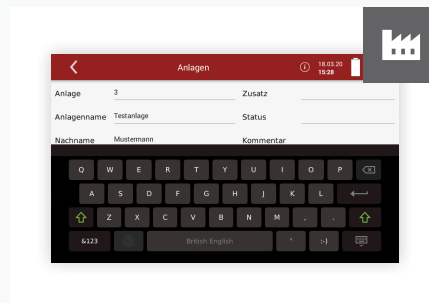 Anlagen
18.03.20
15:28
Anlage 3 Zusatz
Anlagenname Testanlage Status
Nachname Mustermann Kommentar
Q W E R T Y U I O P
A S D F G H J K L
Z X C V B N M , .
&123 British English ' :-)